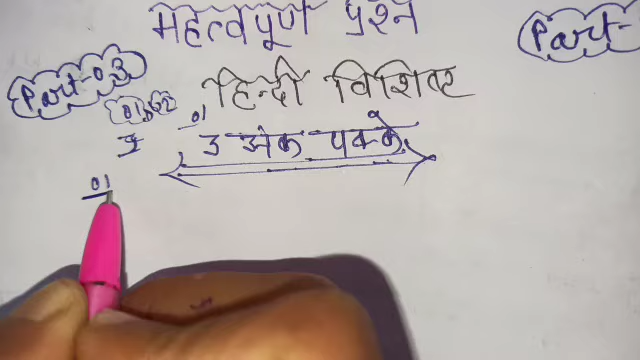 महत्वपूर्ण प्रश्न
Part-03
Part-
हिन्दी विशिष्ट
01
3 अंक पक्के
01